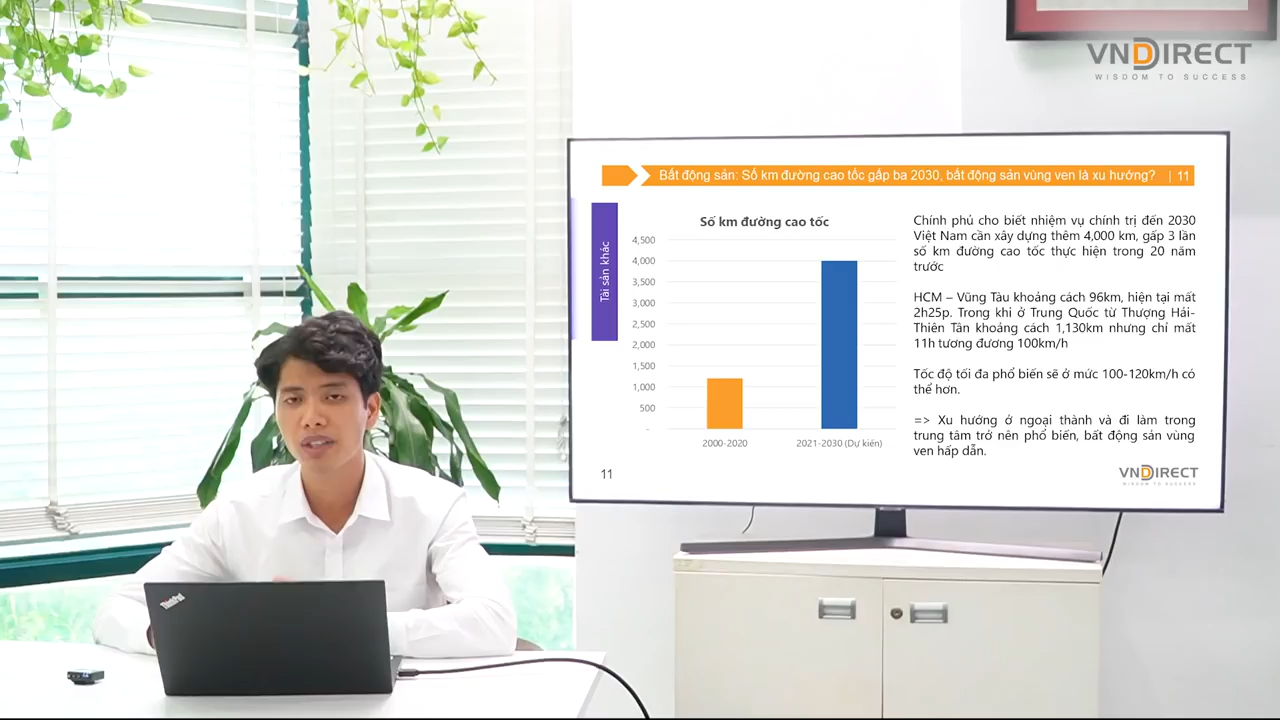 VNDIRECT
WISDOM TO SUCCESS
Bất động sản: Số km đường cao tốc gấp ba 2030, bất động sản vùng ven là xu hướng? | 11
Tài sản khác
Số km đường cao tốc
4,500
4,000
3,500
3,000
2,500
2,000
1,500
1,000
500
-
2000-2020
2021-2030 (Dự kiến)
Chính phủ cho biết nhiệm vụ chính trị đến 2030
Việt Nam cần xây dựng thêm 4,000 km, gấp 3 lần
số km đường cao tốc thực hiện trong 20 năm
trước
HCM – Vũng Tàu khoảng cách 96km, hiện tại mất
2h25p. Trong khi ở Trung Quốc từ Thượng Hải-
Thiên Tân khoảng cách 1,130km nhưng chỉ mất
11h tương đương 100km/h
Tốc độ tối đa phổ biến sẽ ở mức 100-120km/h có
thể hơn.
=> Xu hướng ở ngoại thành và đi làm trong
trung tâm trở nên phổ biến, bất động sản vùng
ven hấp dẫn.
11
VNDIRECT
WISDOM TO SUCCESS
ThinkPad